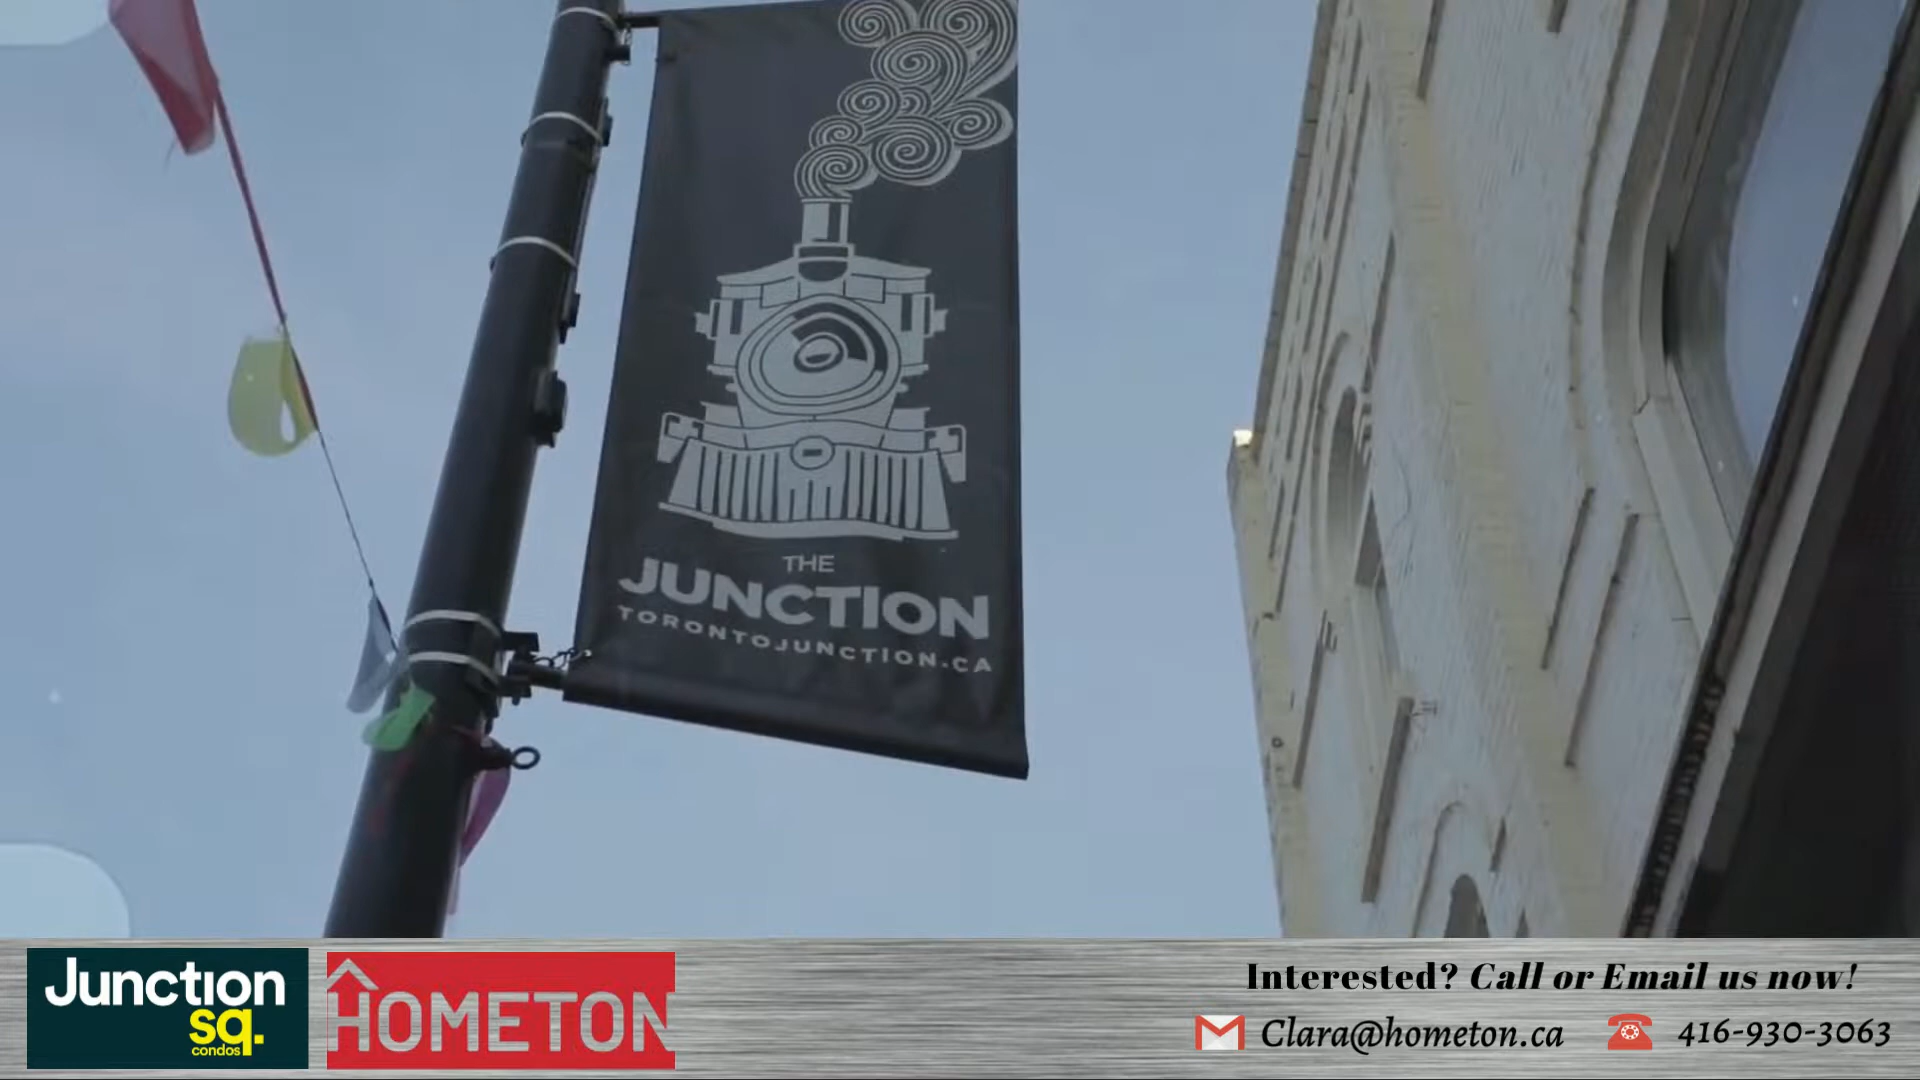 THE
JUNCTION
TORONTOJUNCTION.CA
Junction
sq.
condos
HOMETON
Interested? Call or Email us now!
Clara@hometon.ca
416-930-3063